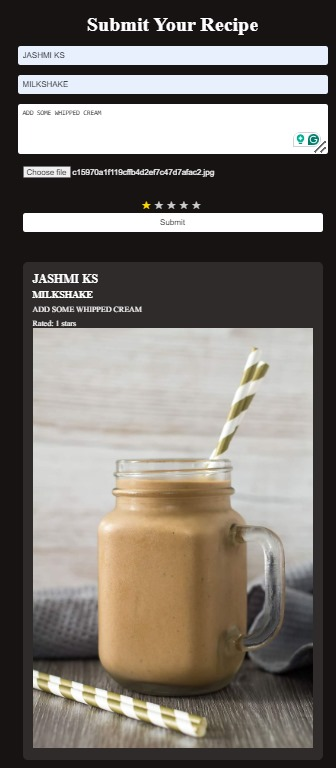 Submit Your Recipe
JASHMI KS
MILKSHAKE
ADD SOME WHIPPED CREAM
Choose file c15970a1f119cffb4d2ef7c47d7afac2.jpg
Submit
JASHMI KS
MILKSHAKE
ADD SOME WHIPPED CREAM
Rated: 1 stars